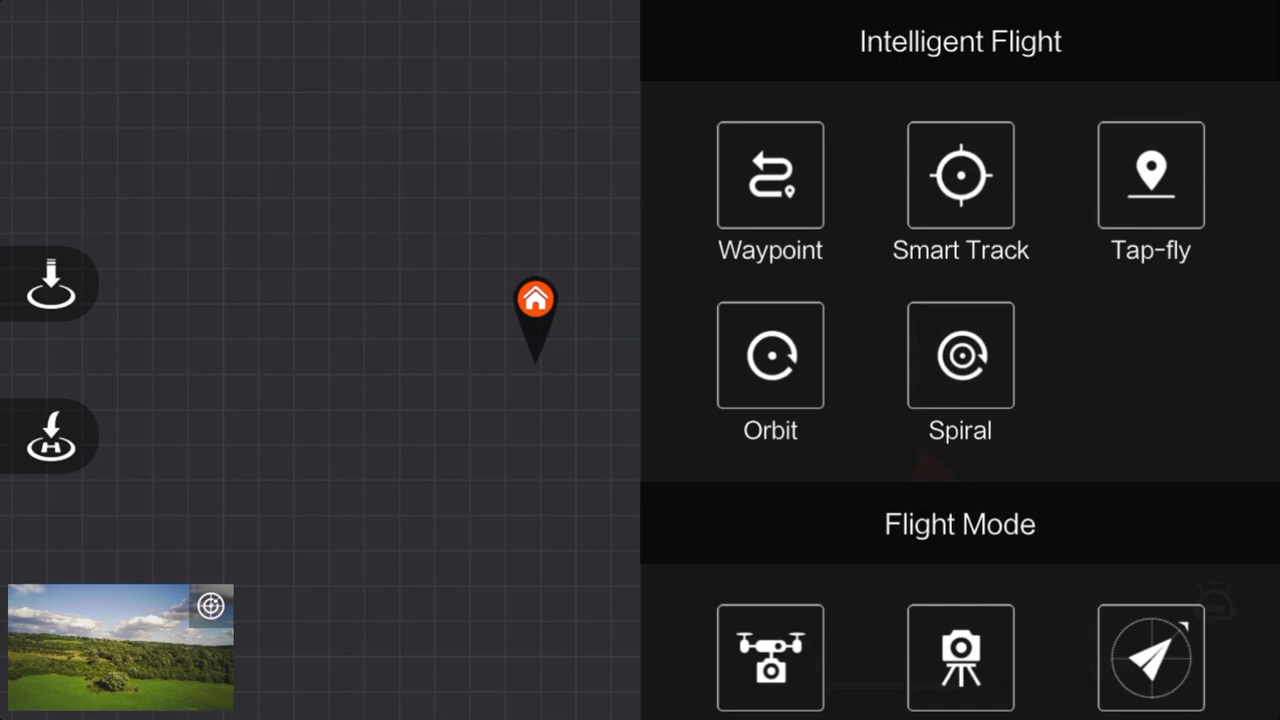 Intelligent Flight
Waypoint
Smart Track
Tap-fly
Orbit
Spiral
Flight Mode